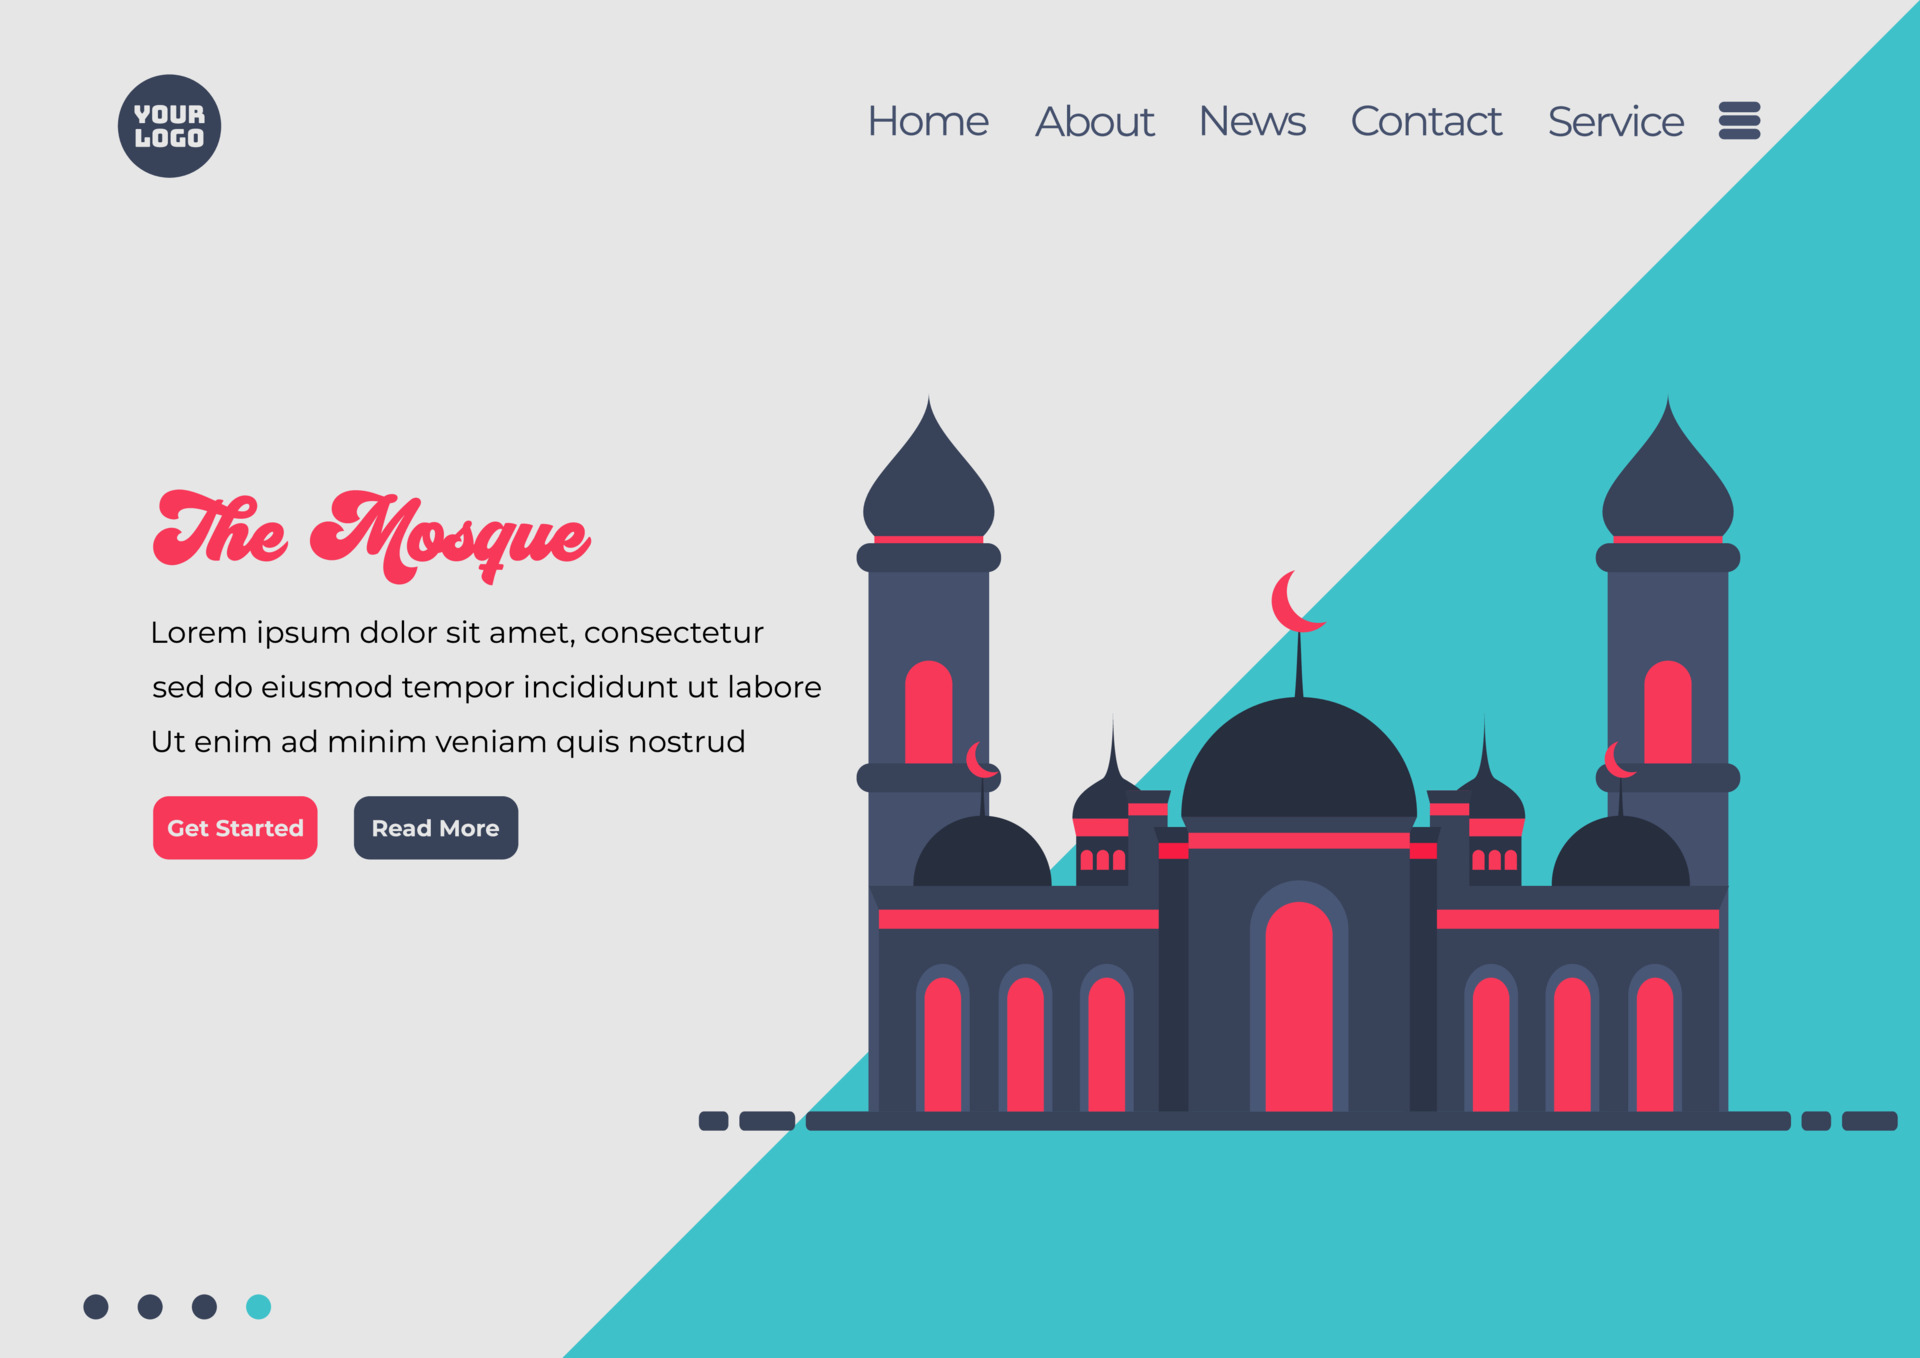 YOUR
LOGO
Home About News Contact Service
The Mosque
Lorem ipsum dolor sit amet, consectetur
sed do eiusmod tempor incididunt ut labore
Ut enim ad minim veniam quis nostrud
Get Started Read More